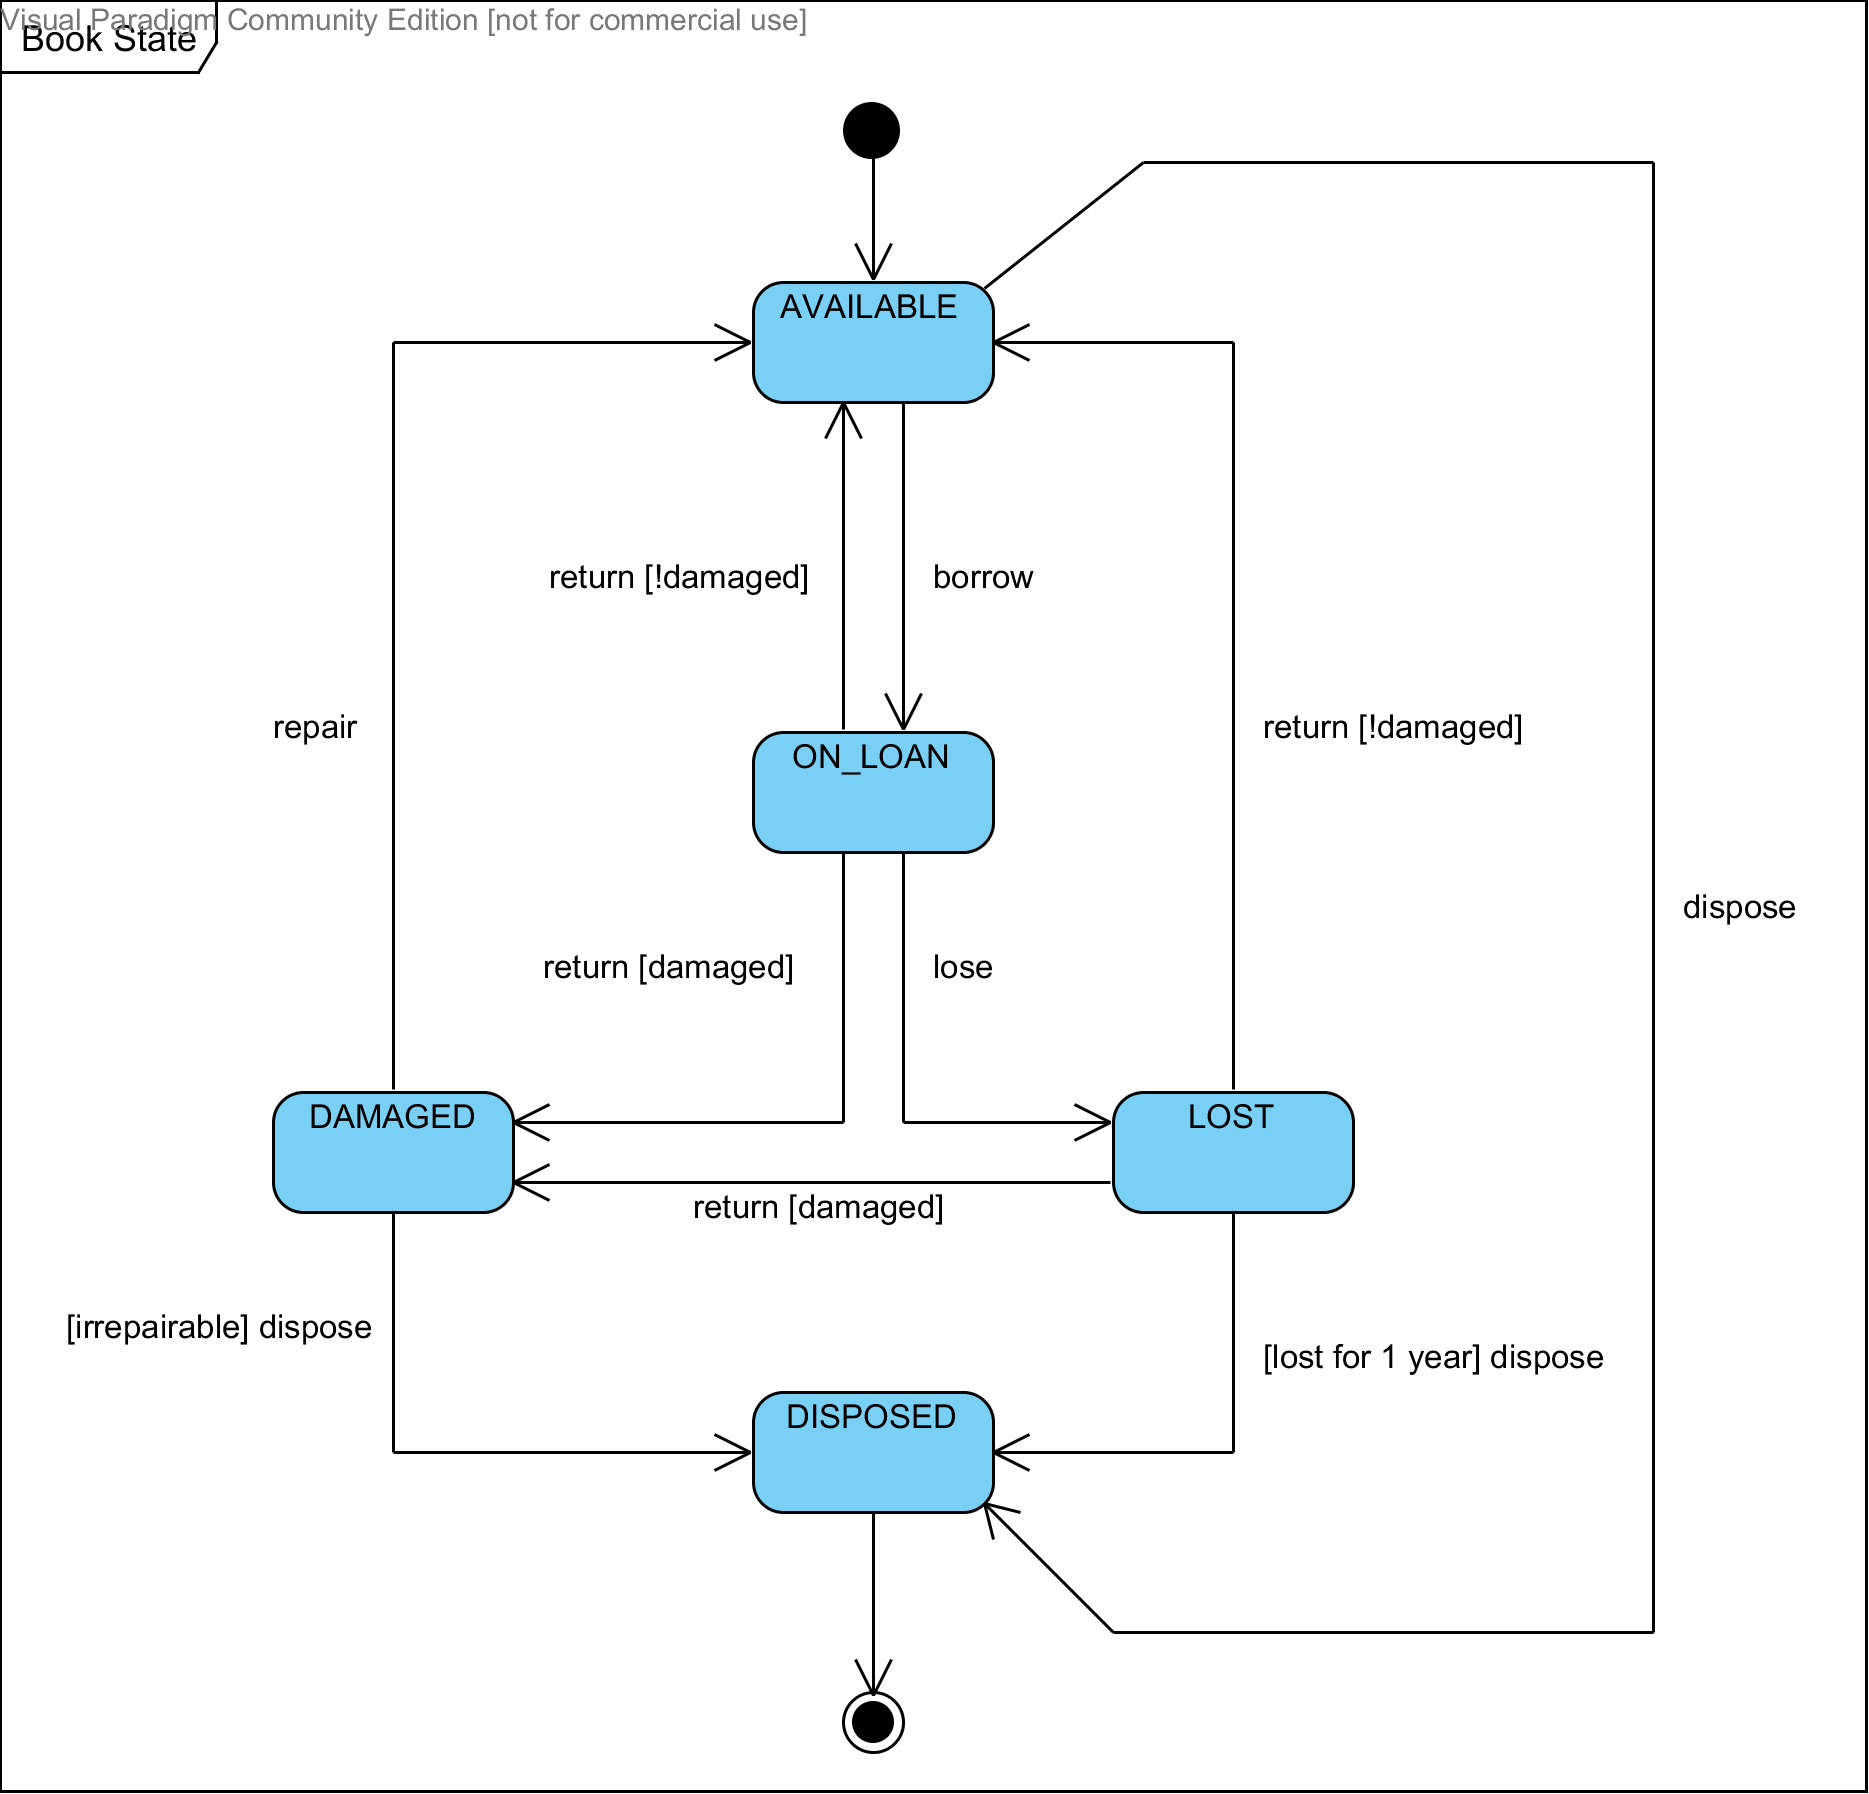 Visual Paradigm Community Edition [not for commercial use]
Book State
AVAILABLE
return [!damaged]
borrow
repair
return [!damaged]
ON_LOAN
dispose
return [damaged]
lose
DAMAGED
LOST
return [damaged]
[irrepairable] dispose
[lost for 1 year] dispose
DISPOSED